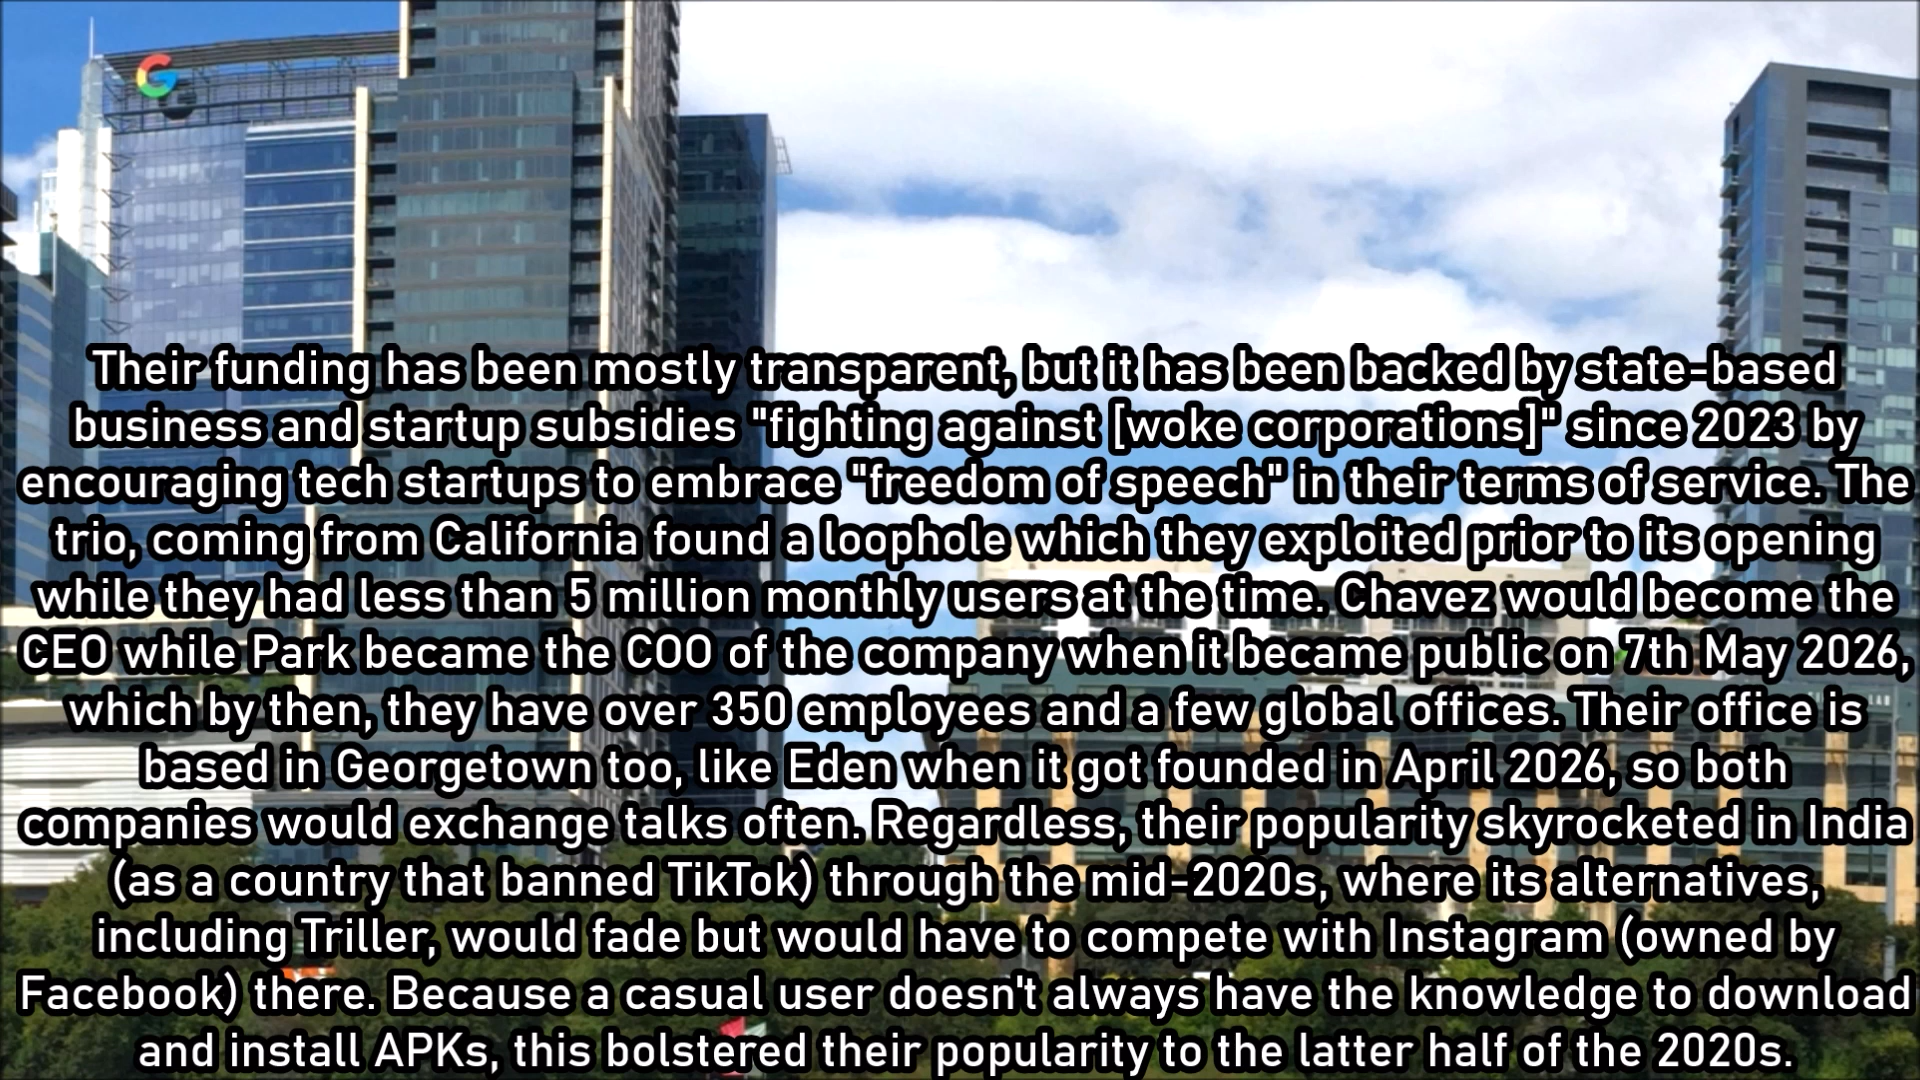 Their funding has been mostly transparent, but it has been backed by state-based
business and startup subsidies "fighting against [woke corporations]" since 2023 by
encouraging tech startups to embrace "freedom of speech" in their terms of service. The
trio, coming from California found a loophole which they exploited prior to its opening
while they had less than 5 million monthly users at the time. Chavez would become the
CEO while Park became the COO of the company when it became public on 7th May 2026,
which by then, they have over 350 employees and a few global offices. Their office is
based in Georgetown too, like Eden when it got founded in April 2026, so both
companies would exchange talks often. Regardless, their popularity skyrocketed in India
(as a country that banned TikTok) through the mid-2020s, where its alternatives,
including Triller, would fade but would have to compete with Instagram (owned by
Facebook) there. Because a casual user doesn't always have the knowledge to download
and install APKs, this bolstered their popularity to the latter half of the 2020s.